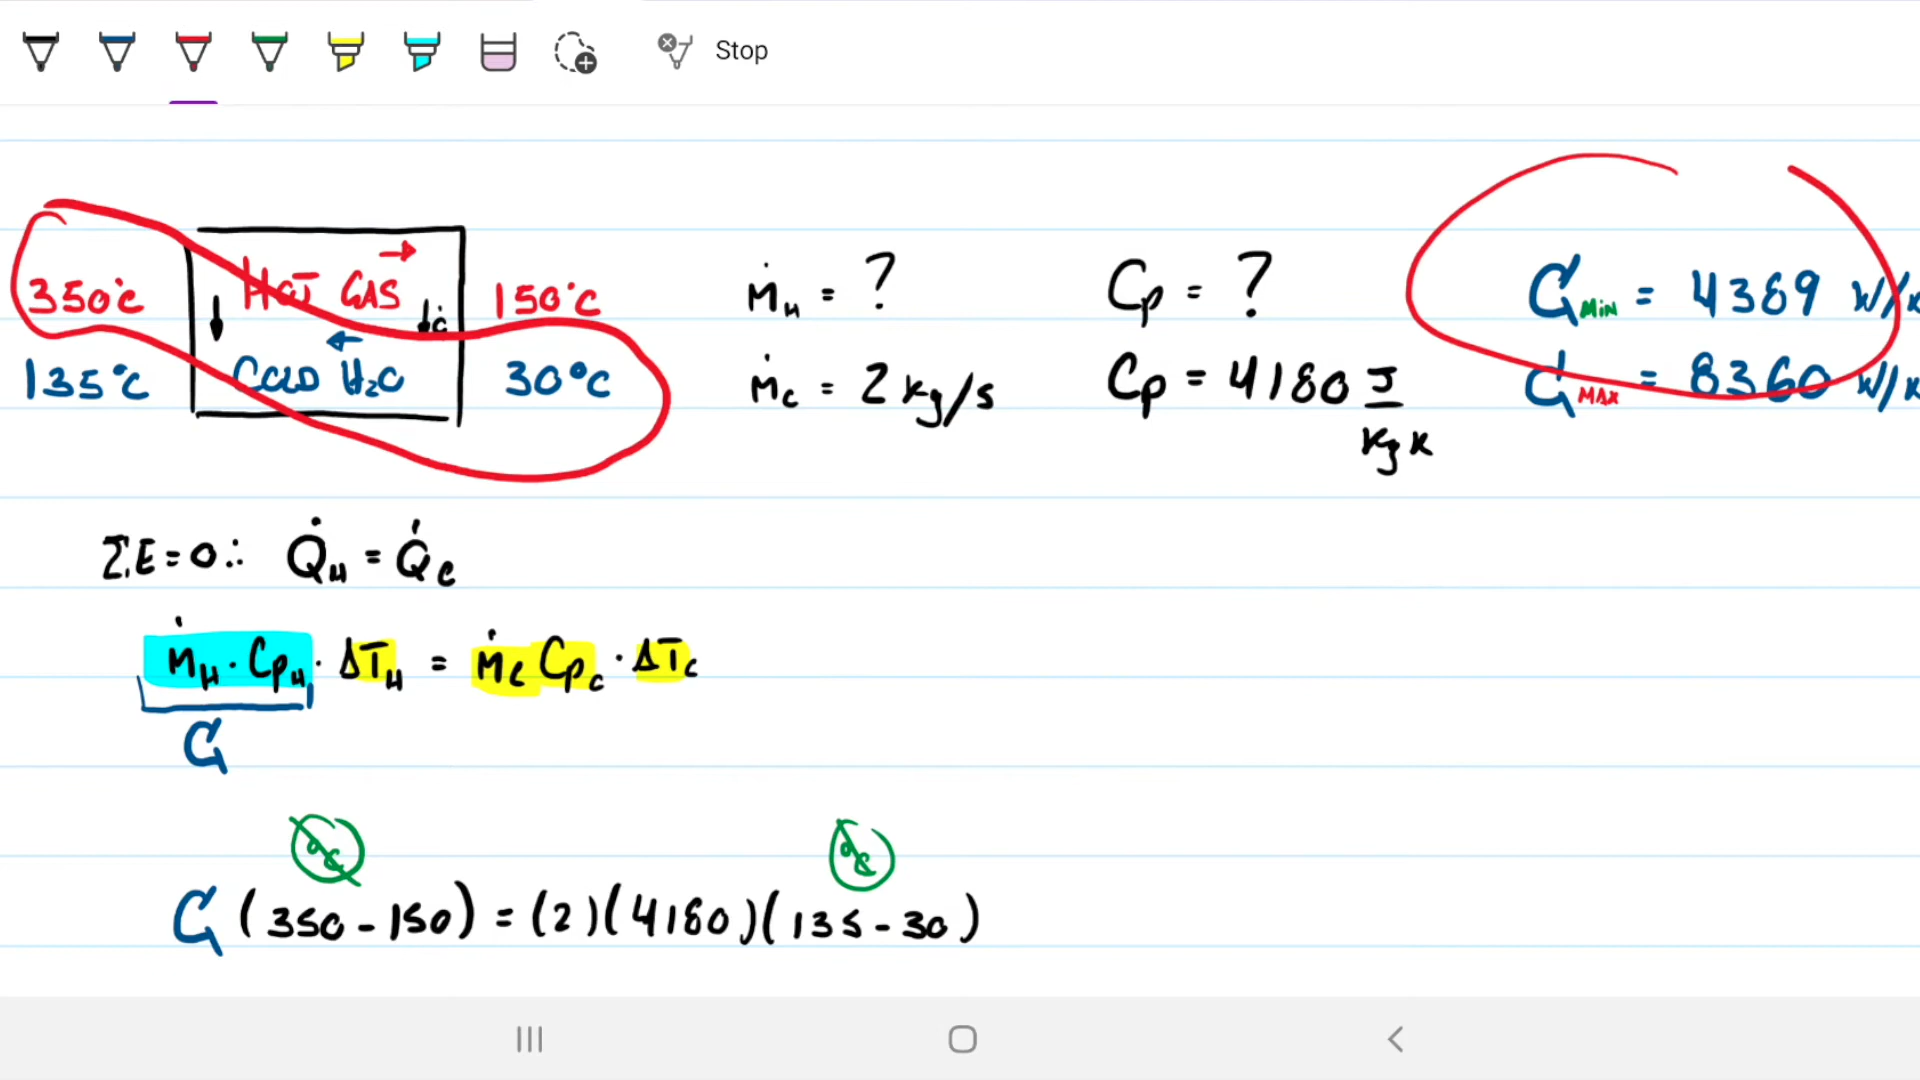 Stop
350°C HOT GAS 150°C ṁH = ? Cp = ? CMIN = 4389 W/K
135°C COLD H2O 30°C ṁC = 2 kg/s Cp = 4180 J/kgK CMAX = 8360 W/K
ΣE=0∴ Q̇H = Q̇C
ṁH·CpH·ΔTH = ṁC CpC·ΔTC
C
C (350-150) = (2)(4180)(135-30)